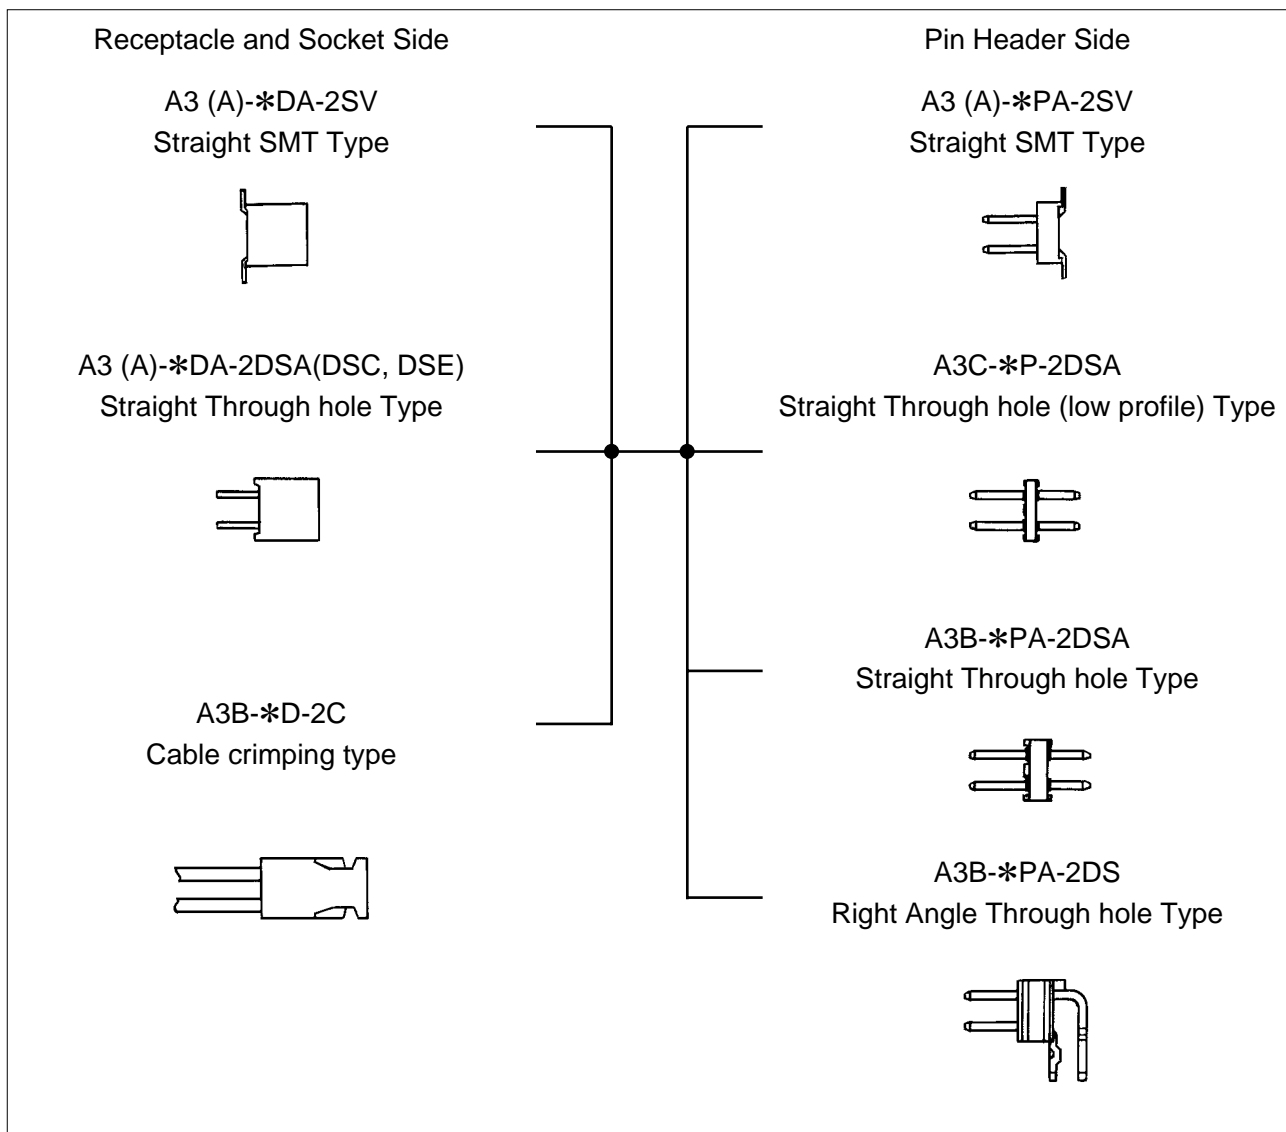 Receptacle and Socket Side
A3 (A)-✻DA-2SV
Straight SMT Type
A3 (A)-✻DA-2DSA(DSC, DSE)
Straight Through hole Type
A3B-✻D-2C
Cable crimping type
Pin Header Side
A3 (A)-✻PA-2SV
Straight SMT Type
A3C-✻P-2DSA
Straight Through hole (low profile) Type
A3B-✻PA-2DSA
Straight Through hole Type
A3B-✻PA-2DS
Right Angle Through hole Type